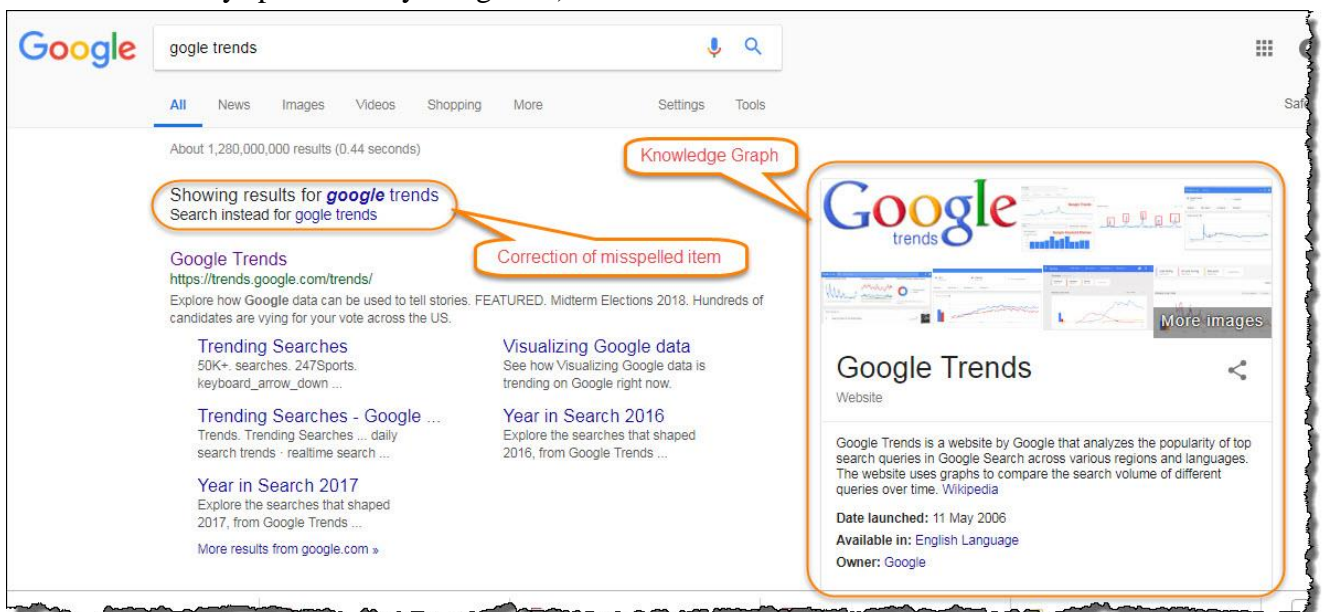 Google
gogle trends
All News Images Videos Shopping More Settings Tools
About 1,280,000,000 results (0.44 seconds)
Knowledge Graph
Showing results for google trends
Search instead for gogle trends
Correction of misspelled item
Google Trends
https://trends.google.com/trends/
Explore how Google data can be used to tell stories. FEATURED. Midterm Elections 2018. Hundreds of
candidates are vying for your vote across the US.
Trending Searches
50K+. searches. 247Sports.
keyboard_arrow_down ...
Visualizing Google data
See how Visualizing Google data is
trending on Google right now.
Trending Searches - Google ...
Trends. Trending Searches ... daily
search trends · realtime search ...
Year in Search 2016
Explore the searches that shaped
2016, from Google Trends ...
Year in Search 2017
Explore the searches that shaped
2017, from Google Trends ...
More results from google.com »
Google
trends
More images
Google Trends
Website
Google Trends is a website by Google that analyzes the popularity of top
search queries in Google Search across various regions and languages.
The website uses graphs to compare the search volume of different
queries over time. Wikipedia
Date launched: 11 May 2006
Available in: English Language
Owner: Google